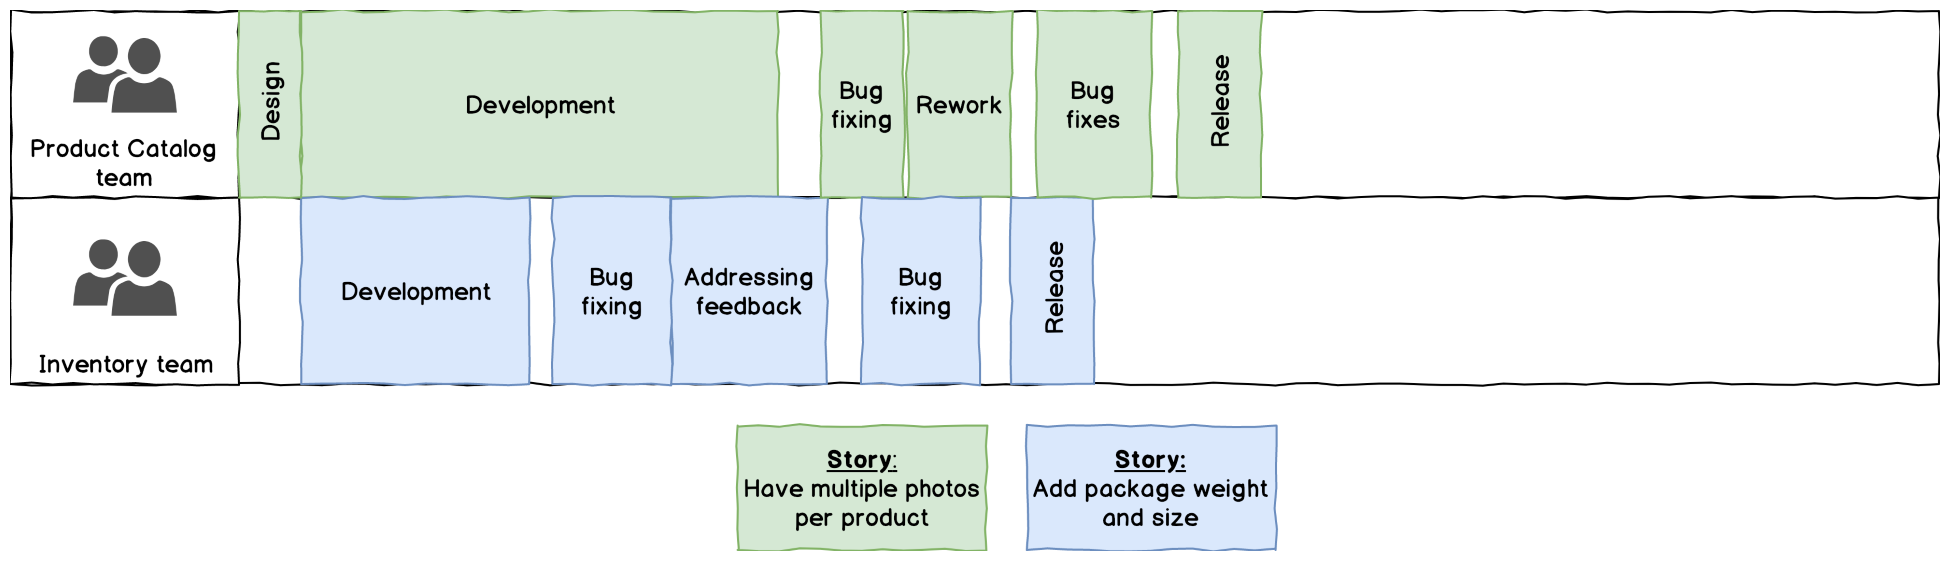 Product Catalog
team
Design
Development
Bug
fixing
Rework
Bug
fixes
Release
Inventory team
Development
Bug
fixing
Addressing
feedback
Bug
fixing
Release
Story:
Have multiple photos
per product
Story:
Add package weight
and size